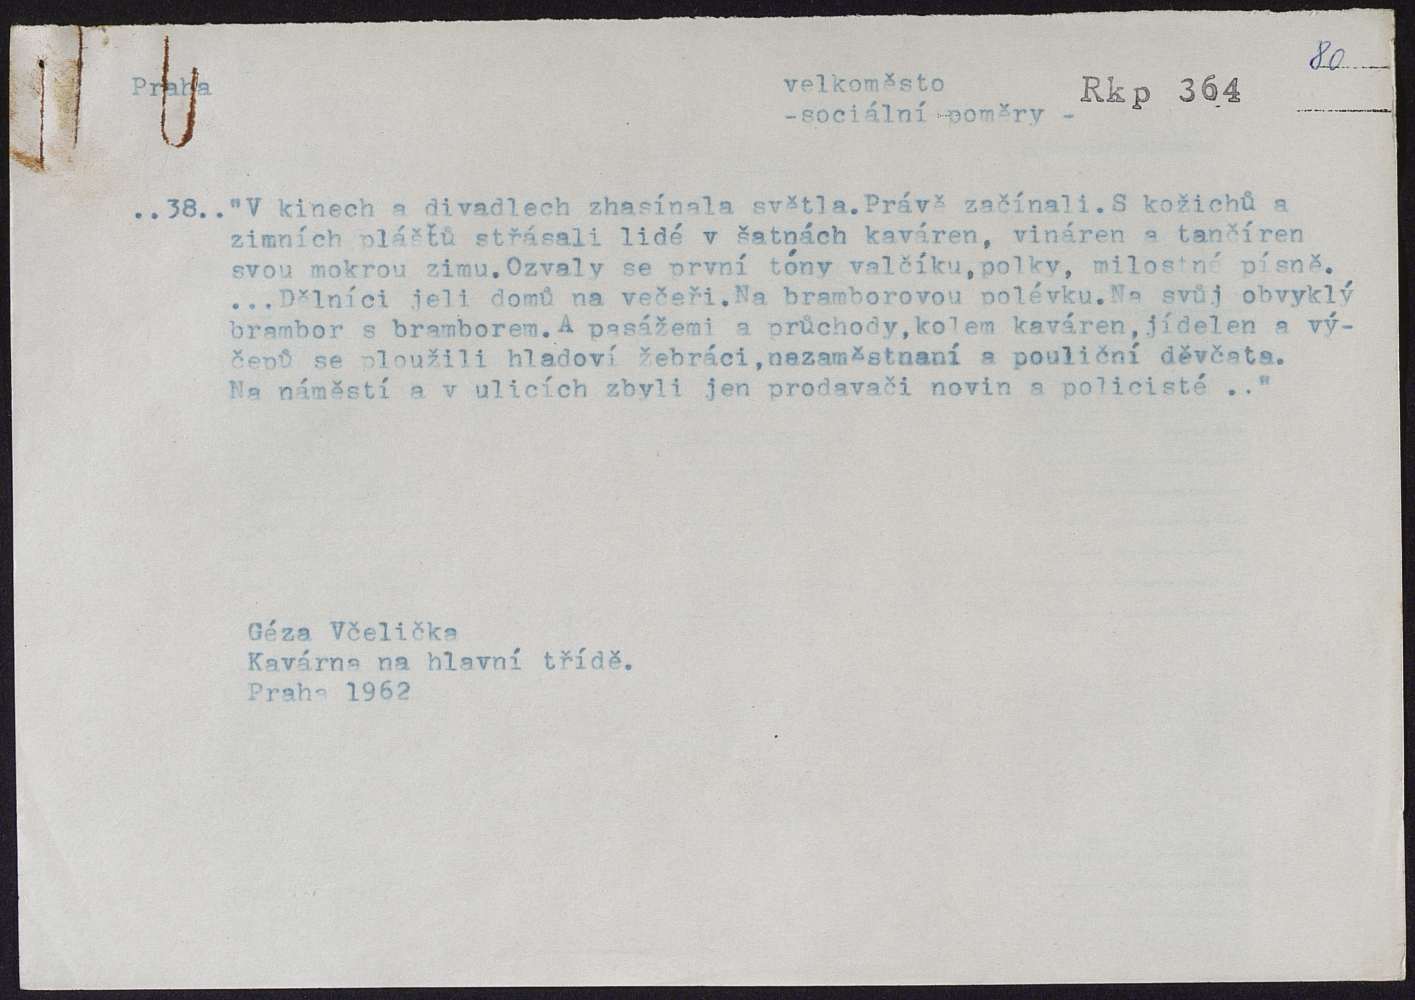 80
Praha
velkoměsto
-sociální poměry -
Rkp 364
..38.."V kinech a divadlech zhasínala světla.Právě začínali.S kožichů a
zimních plášťů střásali lidé v šatnách kaváren, vináren a tančíren
svou mokrou zimu.Ozvaly se první tóny valčíku,polky, milostné písně.
...Dělníci jeli domů na večeři.Na bramborovou polévku.Na svůj obvyklý
brambor s bramborem.A pasážemi a průchody,kolem kaváren,jídelen a vý-
čepů se ploužili hladoví žebráci,nezaměstnaní a pouliční děvčata.
Na náměstí a v ulicích zbyli jen prodavači novin a policisté .."
Géza Včelička
Kavárna na hlavní třídě.
Praha 1962